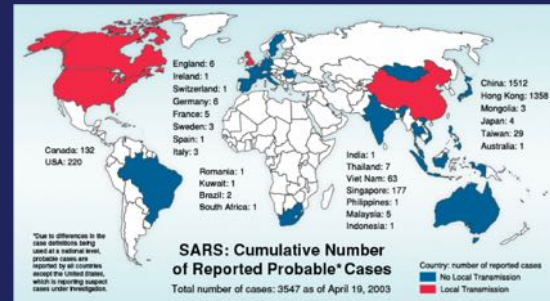 England: 6
Ireland: 1
Switzerland: 1
Germany: 6
France: 5
Sweden: 3
Spain: 1
Italy: 3
Canada: 132
USA: 220
Romania: 1
Kuwait: 1
Brazil: 2
South Africa: 1
India: 1
Thailand: 7
Viet Nam: 63
Singapore: 177
Philippines: 1
Malaysia: 5
Indonesia: 1
China: 1512
Hong Kong: 1358
Mongolia: 3
Japan: 4
Taiwan: 29
Australia: 1
*Due to differences in the
case definitions being
used at a national level,
probable cases are
reported by all countries
except the United States,
which is reporting suspect
cases under investigation.
SARS: Cumulative Number
of Reported Probable* Cases
Total number of cases: 3547 as of April 19, 2003
Country: number of reported cases
No Local Transmission
Local Transmission